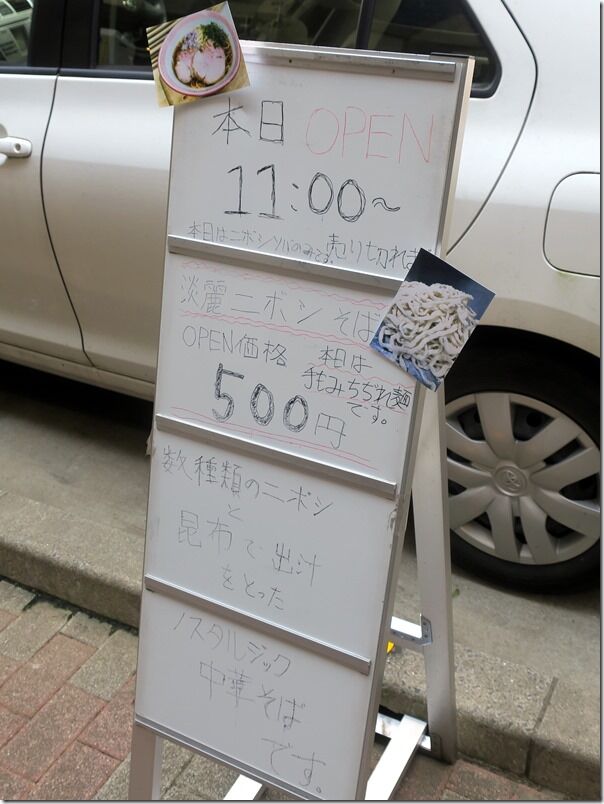 本日 OPEN
11:00～
本日はニボシソバのみでる売り切れま
淡麗ニボシそば
OPEN価格
500円
本日は
手もみちぢれ麺
です。
数種類のニボシ
と
昆布で出汁
をとった
ノスタルジック
中華そば
です。